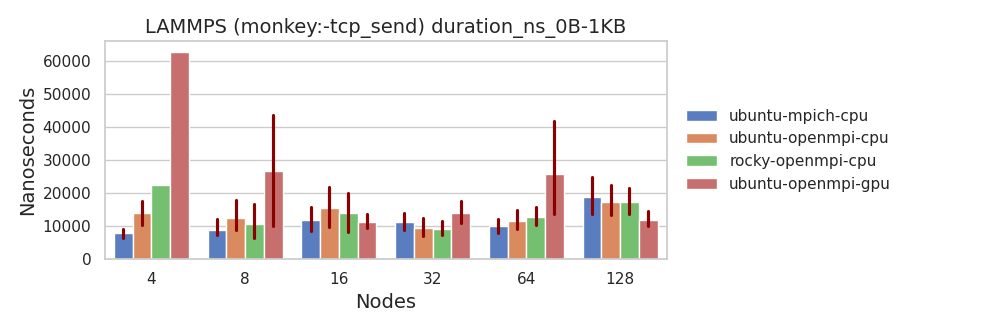 LAMMPS (monkey:-tcp_send) duration_ns_0B-1KB
Nanoseconds
60000
50000
40000
30000
20000
10000
0
4 8 16 32 64 128
Nodes
ubuntu-mpich-cpu
ubuntu-openmpi-cpu
rocky-openmpi-cpu
ubuntu-openmpi-gpu